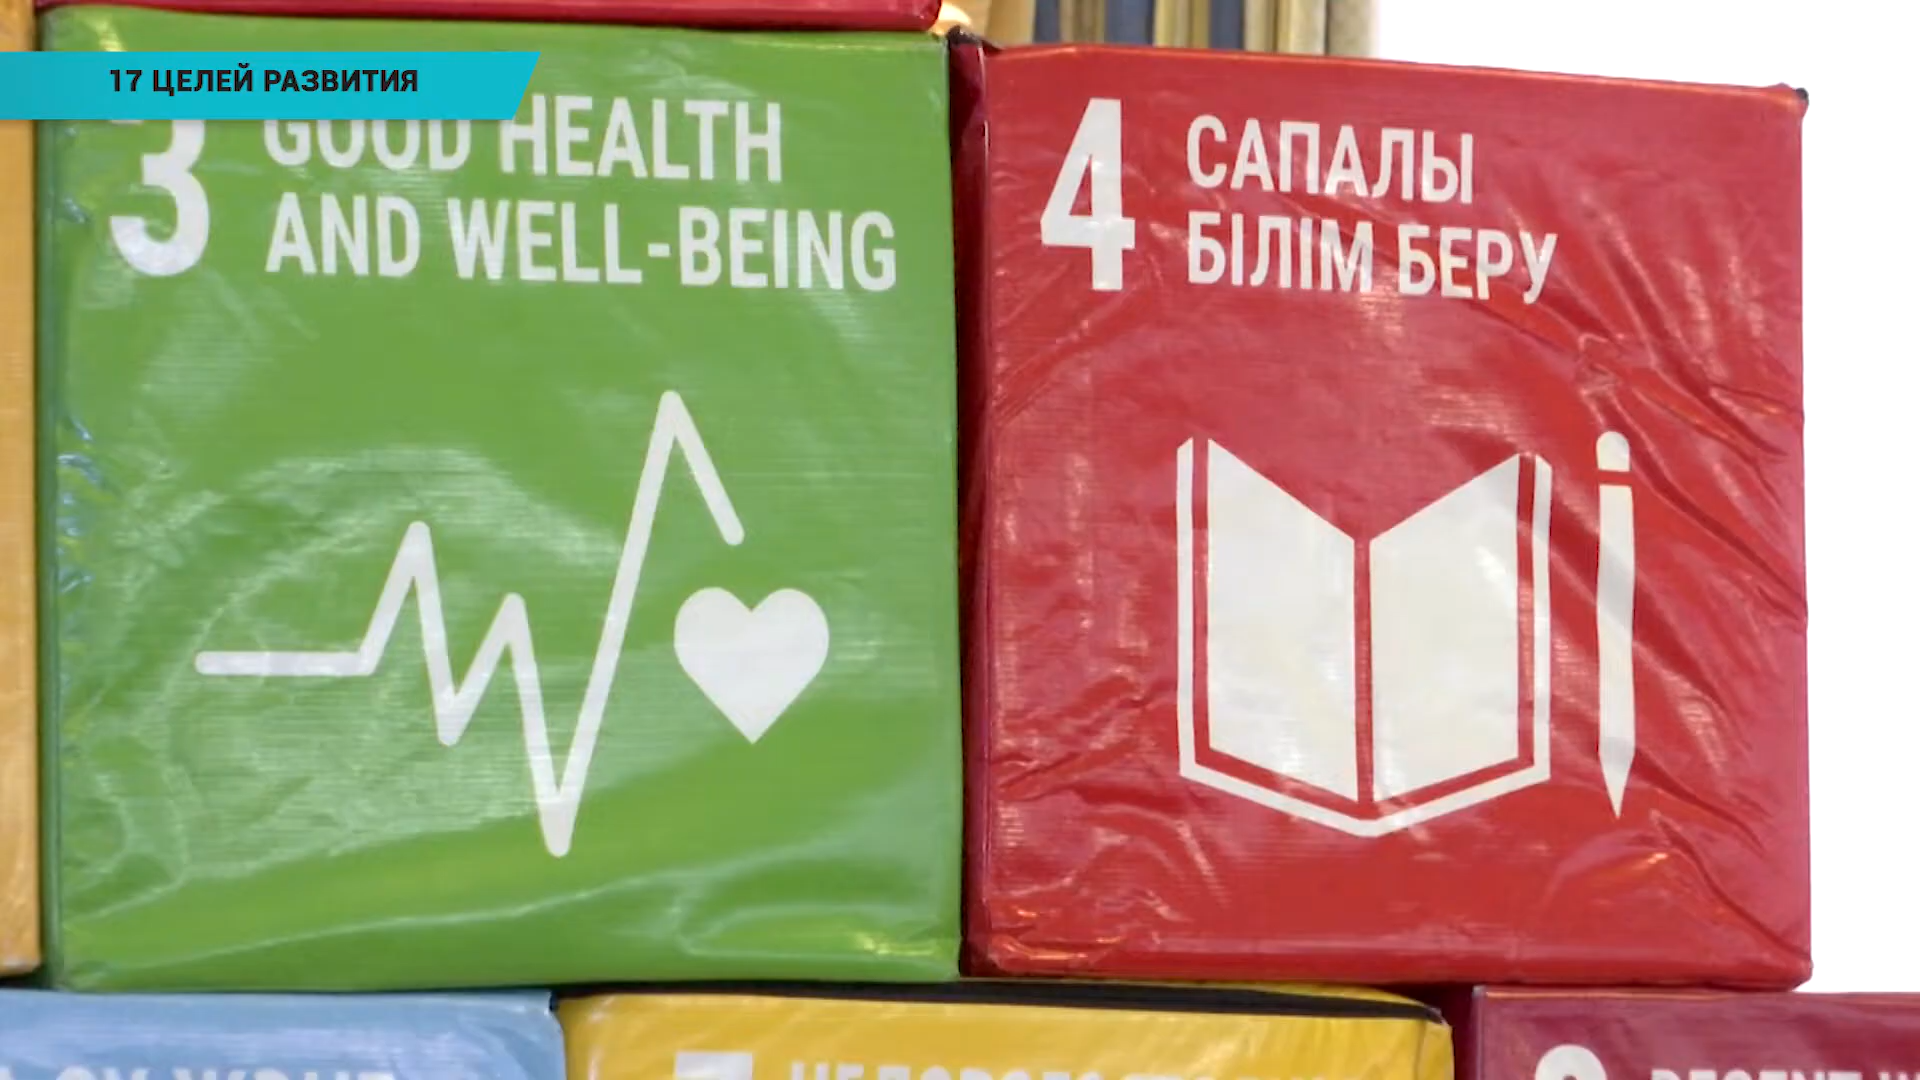 17 ЦЕЛЕЙ РАЗВИТИЯ
3 GOOD HEALTH
AND WELL-BEING
4 САПАЛЫ
БІЛІМ БЕРУ